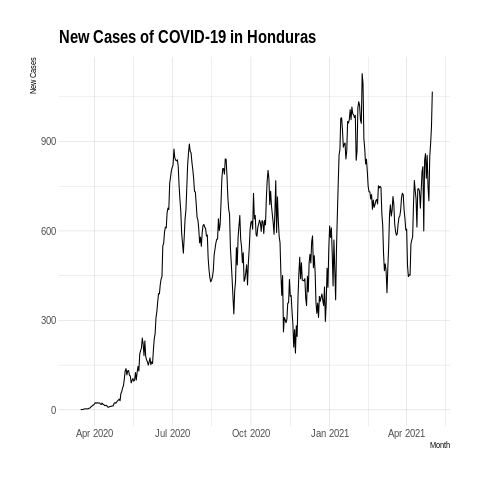 New Cases of COVID-19 in Honduras
New Cases
900
600
300
0
Apr 2020 Jul 2020 Oct 2020 Jan 2021 Apr 2021
Month